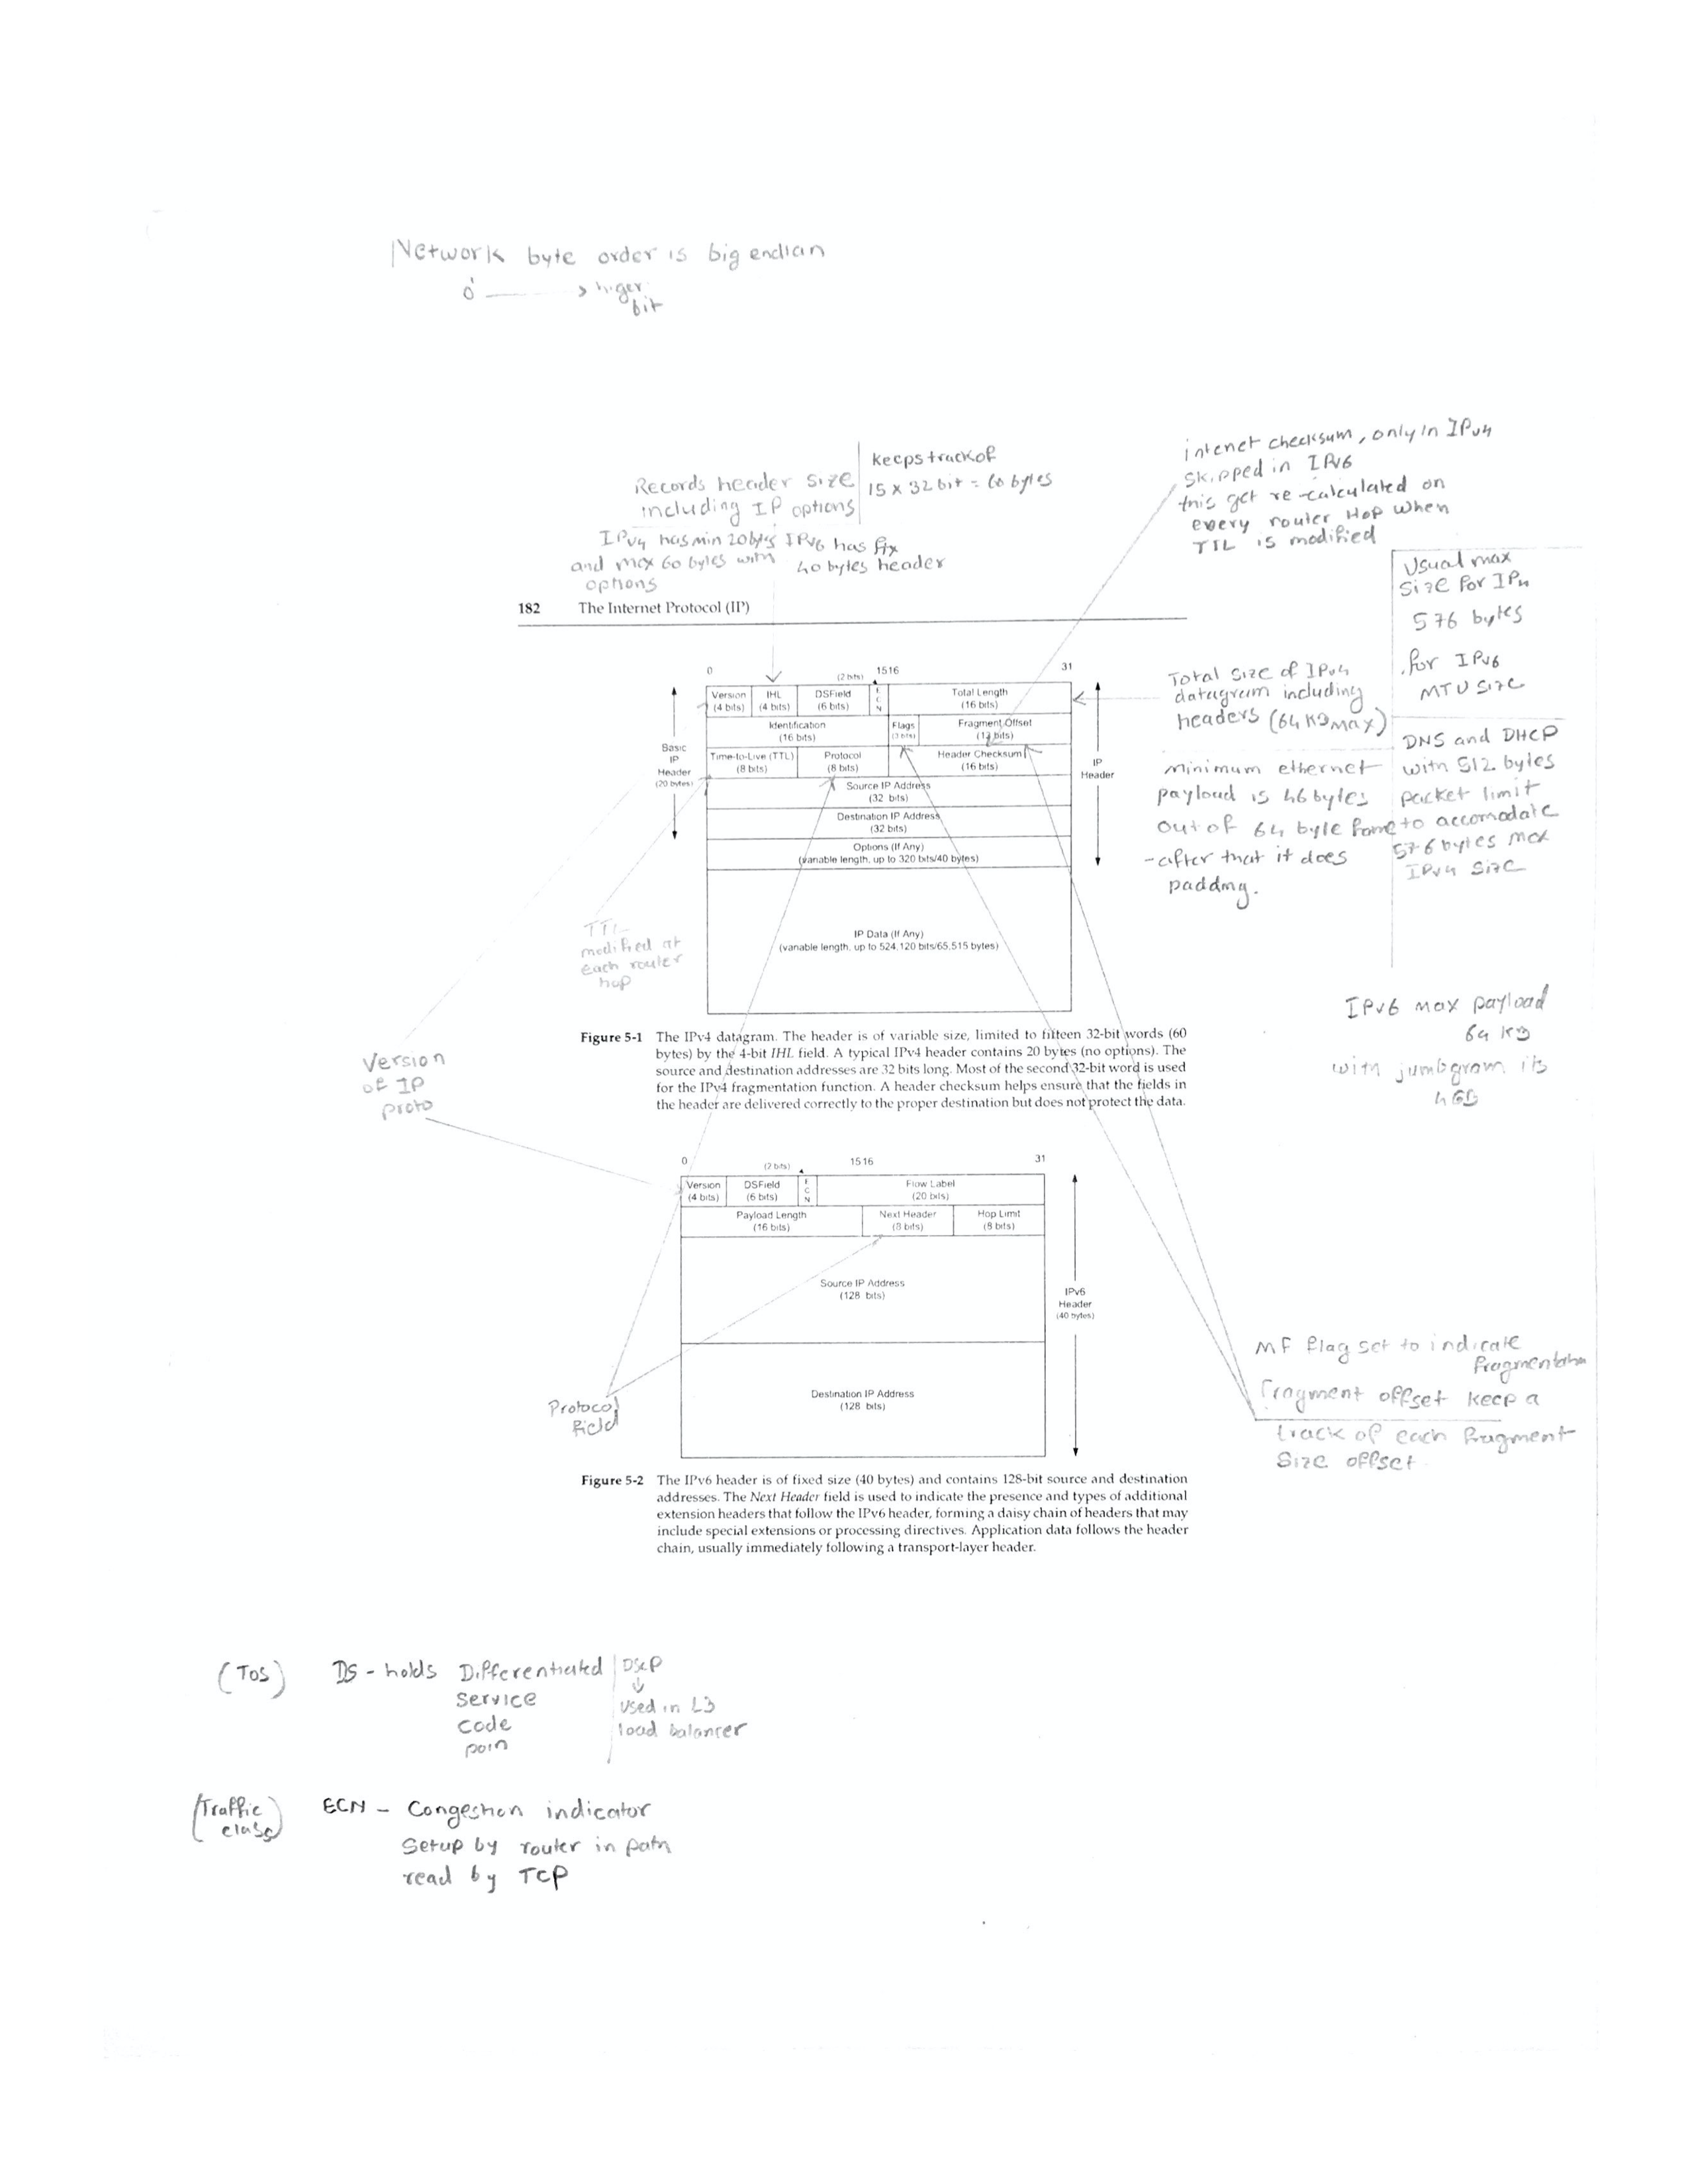 Network byte order is big endian
0 → higer
bit
Records header size
including IP options
keeps track of
15 x 32 bit = 60 bytes
IPv4 has min 20 bytes
and max 60 bytes with
options
IPv6 has fix
40 bytes header
intenet checksum, only in IPv4
skipped in IPv6
this get re-calculated on
every router Hop when
TTL is modified
Usual max
size for IPv4
576 bytes
for IPv6
MTU size
182 The Internet Protocol (IP)
0 1516 31
(2 bits)
Version
(4 bits)
IHL
(4 bits)
DSField
(6 bits)
E
C
N
Total Length
(16 bits)
Identification
(16 bits)
Flags
(3 bits)
Fragment Offset
(13 bits)
Time-to-Live (TTL)
(8 bits)
Protocol
(8 bits)
Header Checksum
(16 bits)
Source IP Address
(32 bits)
Destination IP Address
(32 bits)
Options (If Any)
(variable length, up to 320 bits/40 bytes)
IP Data (If Any)
(variable length, up to 524,120 bits/65,515 bytes)
Basic
IP
Header
(20 bytes)
IP
Header
Total size of IPv4
datagram including
headers (64 KB max)
minimum ethernet
payload is 46 bytes
out of 64 byte frame
- after that it does
padding.
DNS and DHCP
with 512 bytes
packet limit
to accomodate
576 bytes max
IPv4 size
TTL
modified at
each router
hop
IPv6 max payload
64 KB
with jumbogram its
4GB
Version
of IP
proto
Figure 5-1 The IPv4 datagram. The header is of variable size, limited to fifteen 32-bit words (60
bytes) by the 4-bit IHL field. A typical IPv4 header contains 20 bytes (no options). The
source and destination addresses are 32 bits long. Most of the second 32-bit word is used
for the IPv4 fragmentation function. A header checksum helps ensure that the fields in
the header are delivered correctly to the proper destination but does not protect the data.
0 1516 31
(2 bits)
Version
(4 bits)
DSField
(6 bits)
E
C
N
Flow Label
(20 bits)
Payload Length
(16 bits)
Next Header
(8 bits)
Hop Limit
(8 bits)
Source IP Address
(128 bits)
Destination IP Address
(128 bits)
IPv6
Header
(40 bytes)
Protocol
field
MF flag set to indicate
fragmentation
Fragment offset keep a
track of each fragment
size offset
Figure 5-2 The IPv6 header is of fixed size (40 bytes) and contains 128-bit source and destination
addresses. The Next Header field is used to indicate the presence and types of additional
extension headers that follow the IPv6 header, forming a daisy chain of headers that may
include special extensions or processing directives. Application data follows the header
chain, usually immediately following a transport-layer header.
(TOS) DS - holds Differentiated
service
code
poin
DSCP
↓
used in L3
load balancer
(Traffic
class)
ECN - Congestion indicator
Setup by router in path
read by TCP